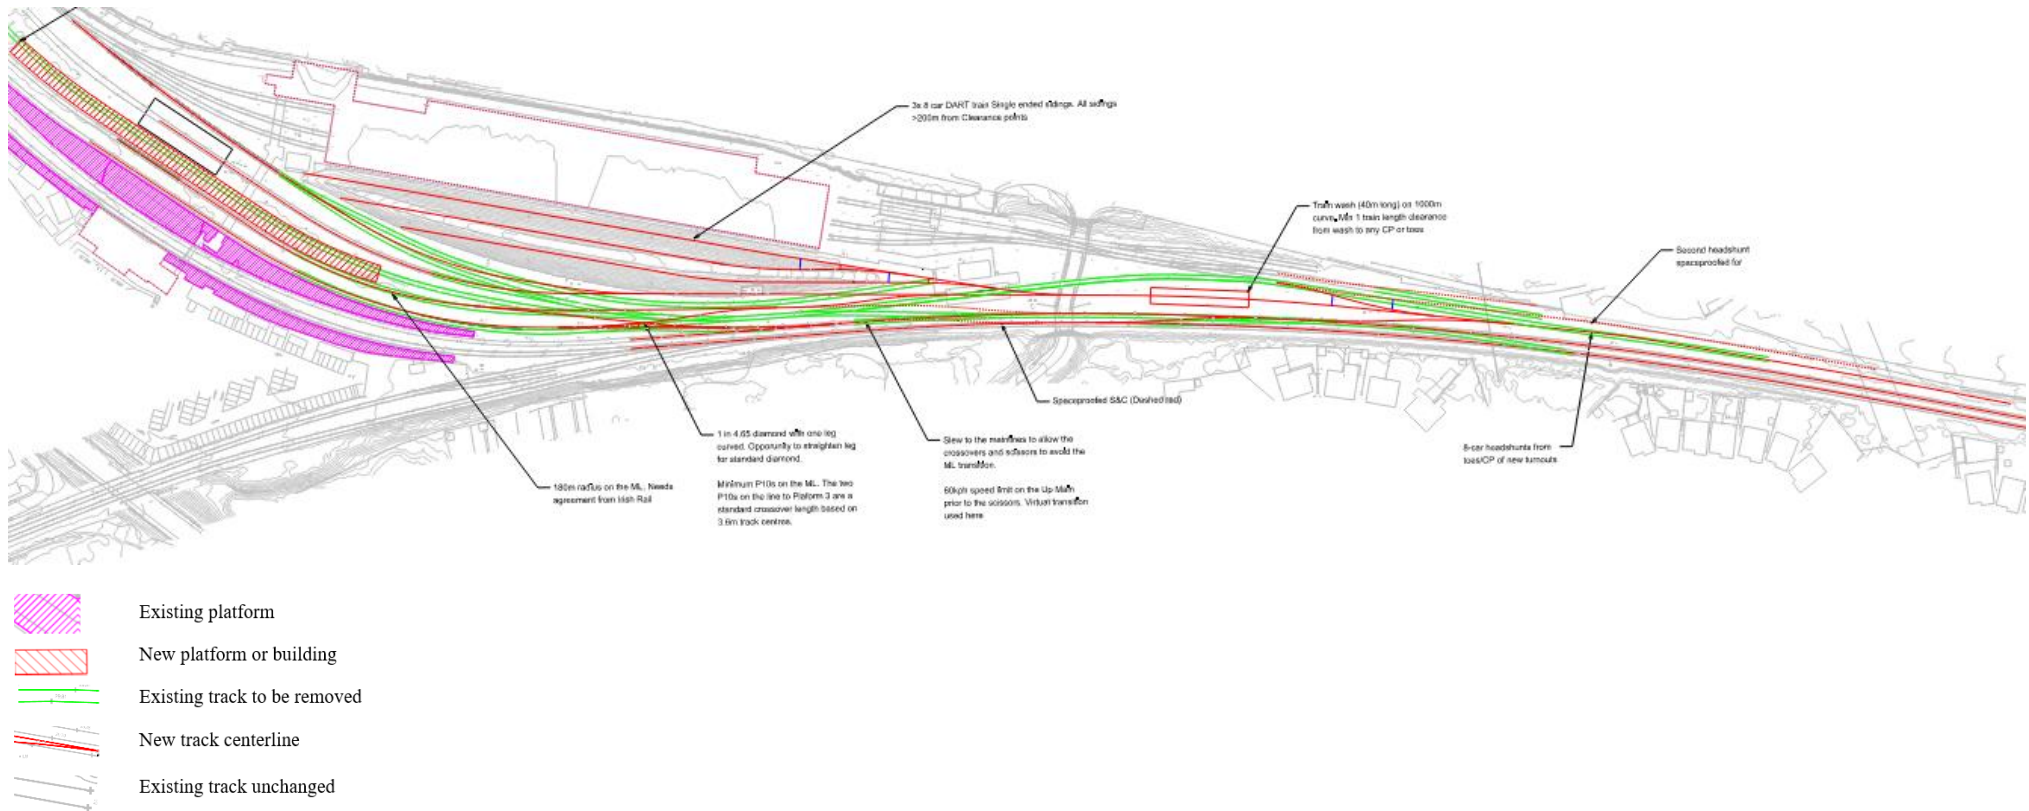 3x 8 car DART train Single ended sidings. All sidings
>200m from Clearance points
Train wash (40m long) on 1000m
curve. Min 1 train length clearance
from wash to any CP or toes
Second headshunt
spaceproofed for
Spaceproofed S&C (Dashed red)
1 in 4.65 diamond with one leg
curved. Opporunity to straighten leg
for standard diamond.
Minimum P10s on the ML. The two
P10s on the line to Platform 3 are a
standard crossover length based on
3.6m track centres.
Slew to the mainlines to allow the
crossovers and scissors to avoid the
ML transition.
60kph speed limit on the Up Main
prior to the scissors. Virtual transition
used here
8-car headshunts from
toes/CP of new turnouts
180m radius on the ML. Needs
agreement from Irish Rail
Existing platform
New platform or building
Existing track to be removed
New track centerline
Existing track unchanged